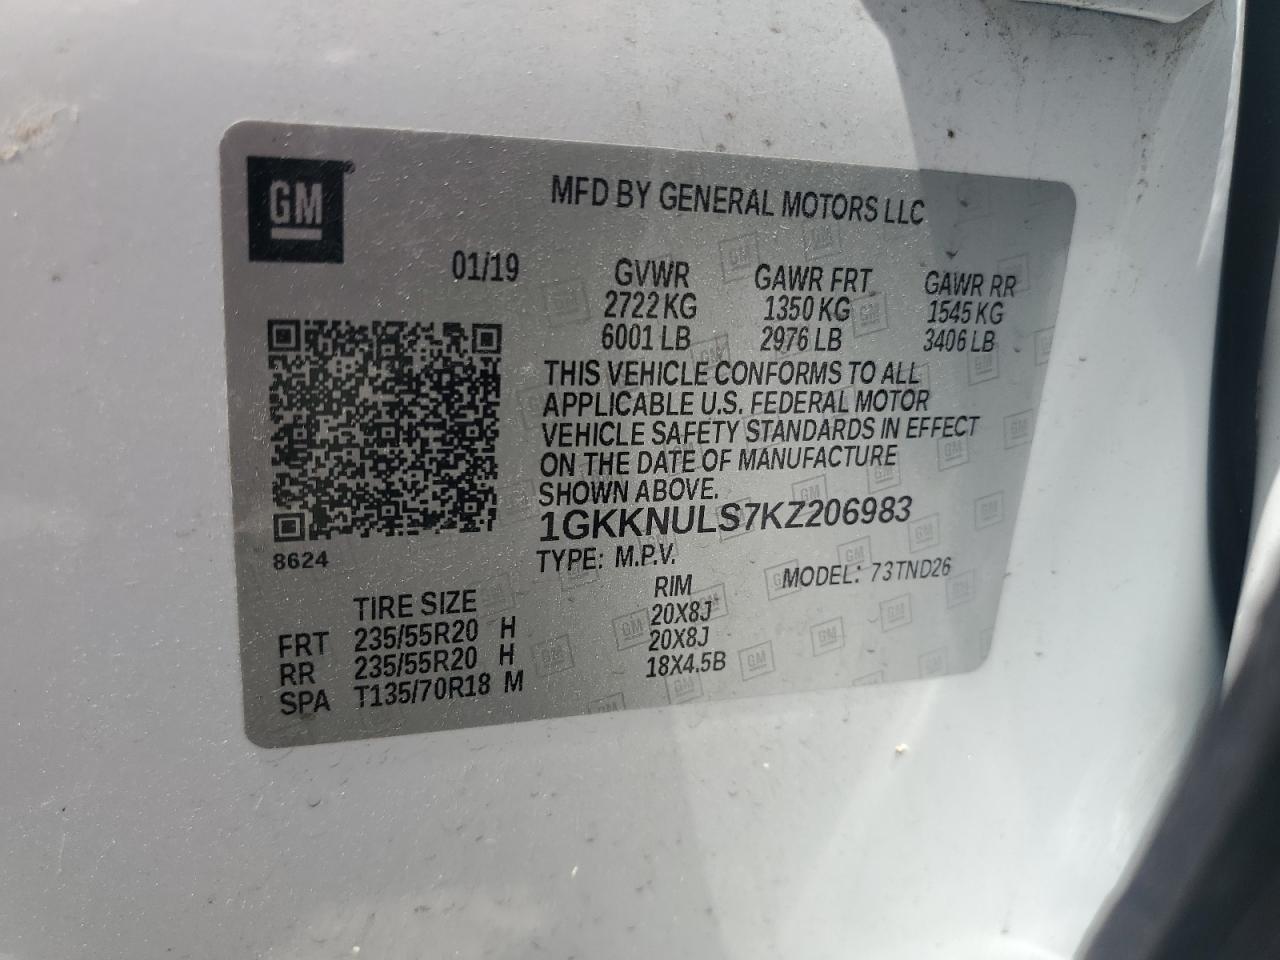 GM
MFD BY GENERAL MOTORS LLC
01/19 GVWR GAWR FRT GAWR RR
2722 KG 1350 KG 1545 KG
6001 LB 2976 LB 3406 LB
THIS VEHICLE CONFORMS TO ALL
APPLICABLE U.S. FEDERAL MOTOR
VEHICLE SAFETY STANDARDS IN EFFECT
ON THE DATE OF MANUFACTURE
SHOWN ABOVE.
1GKKNULS7KZ206983
8624
TYPE: M.P.V. MODEL: 73TND26
TIRE SIZE RIM
FRT 235/55R20 H 20X8J
RR 235/55R20 H 20X8J
SPA T135/70R18 M 18X4.5B